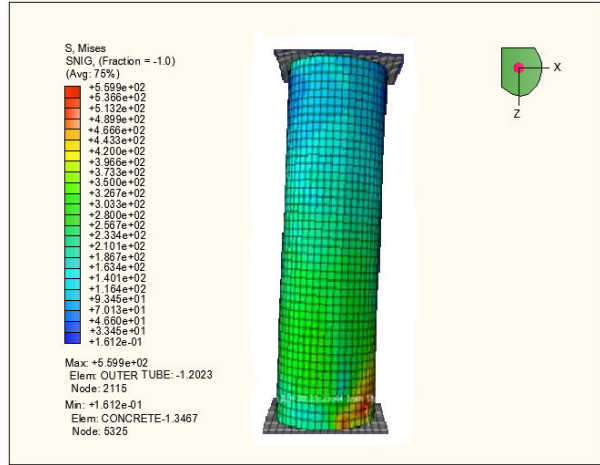 S, Mises
SNIG, (Fraction = -1.0)
(Avg: 75%)
+5.599e+02
+5.366e+02
+5.132e+02
+4.899e+02
+4.666e+02
+4.433e+02
+4.200e+02
+3.966e+02
+3.733e+02
+3.500e+02
+3.267e+02
+3.033e+02
+2.800e+02
+2.567e+02
+2.334e+02
+2.101e+02
+1.867e+02
+1.634e+02
+1.401e+02
+1.164e+02
+9.345e+01
+7.013e+01
+4.660e+01
+3.345e+01
+1.612e-01
Max: +5.599e+02
Elem: OUTER TUBE: -1.2023
Node: 2115
Min: +1.612e-01
Elem: CONCRETE-1.3467
Node: 5325
X
Z